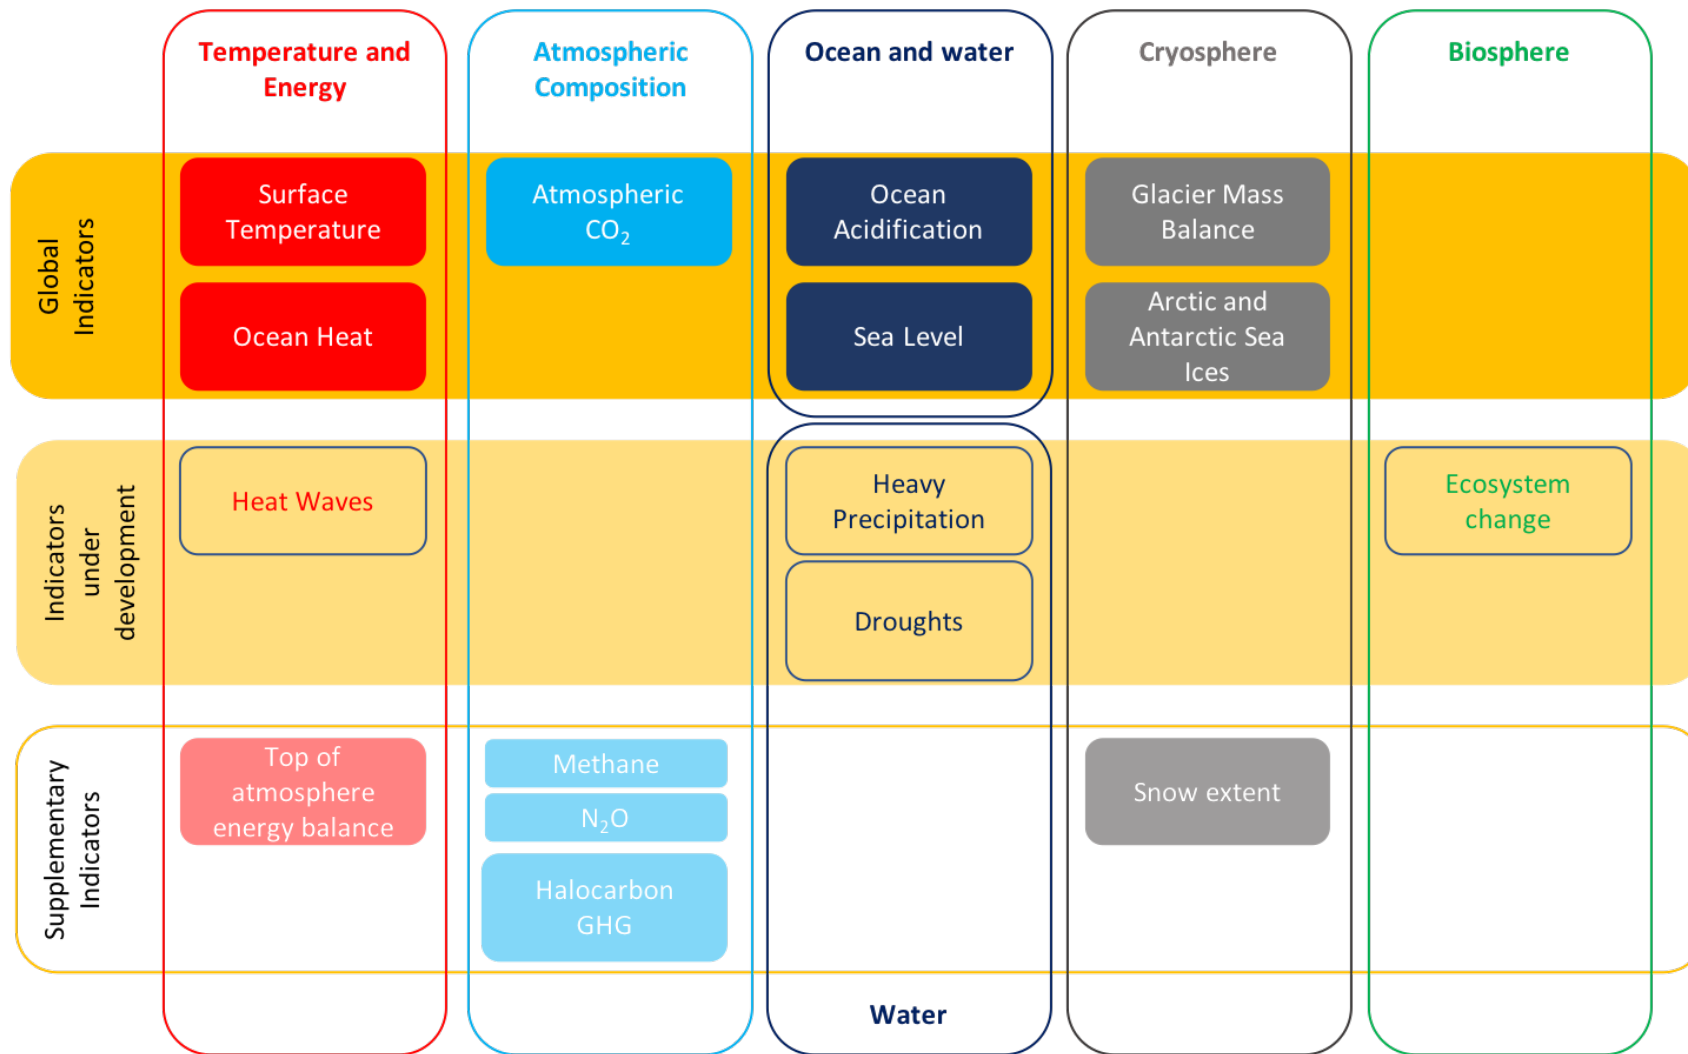 Temperature and
Energy
Atmospheric
Composition
Ocean and water
Cryosphere
Biosphere
Global
Indicators
Surface
Temperature
Atmospheric
CO₂
Ocean
Acidification
Glacier Mass
Balance
Ocean Heat
Sea Level
Arctic and
Antarctic Sea
Ices
Indicators
under
development
Heat Waves
Heavy
Precipitation
Ecosystem
change
Droughts
Supplementary
Indicators
Top of
atmosphere
energy balance
Methane
N₂O
Halocarbon
GHG
Snow extent
Water